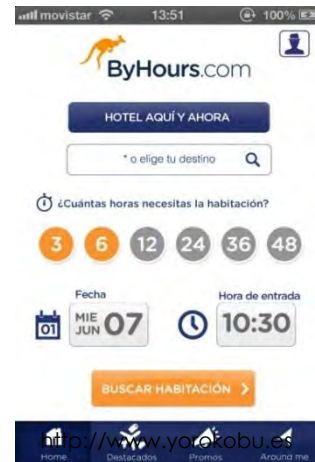 movistar 13:51 100%
ByHours.com
HOTEL AQUÍ Y AHORA
* o elige tu destino
¿Cuántas horas necesitas la habitación?
3 6 12 24 36 48
Fecha Hora de entrada
01 MIE JUN 07 10:30
BUSCAR HABITACIÓN >
http://www.yorokobu.es
Home Destacados Promos Around me